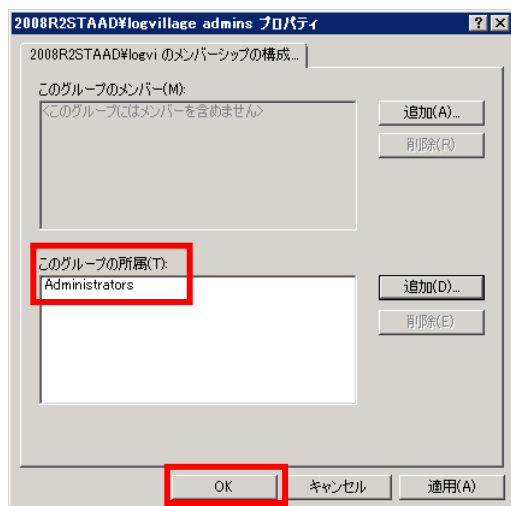 2008R2STAAD¥logvillage admins プロパティ
2008R2STAAD¥logvi のメンバーシップの構成...
このグループのメンバー(M):
<このグループにはメンバーを含めません>
追加(A)...
削除(R)
このグループの所属(T):
Administrators
追加(D)...
削除(E)
OK
キャンセル
適用(A)